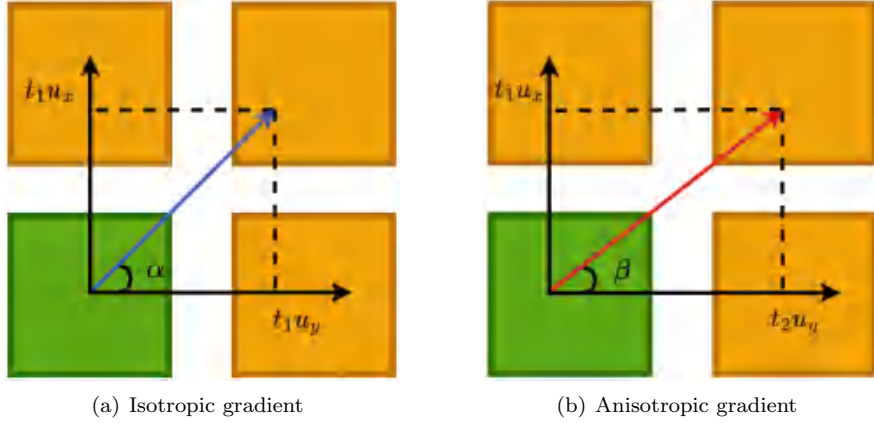 t₁uₓ
α
t₁u_y
(a) Isotropic gradient
t₁uₓ
β
t₂u_y
(b) Anisotropic gradient